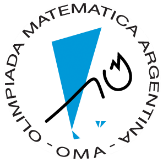 OLIMPIADA MATEMATICA ARGENTINA - OMA -